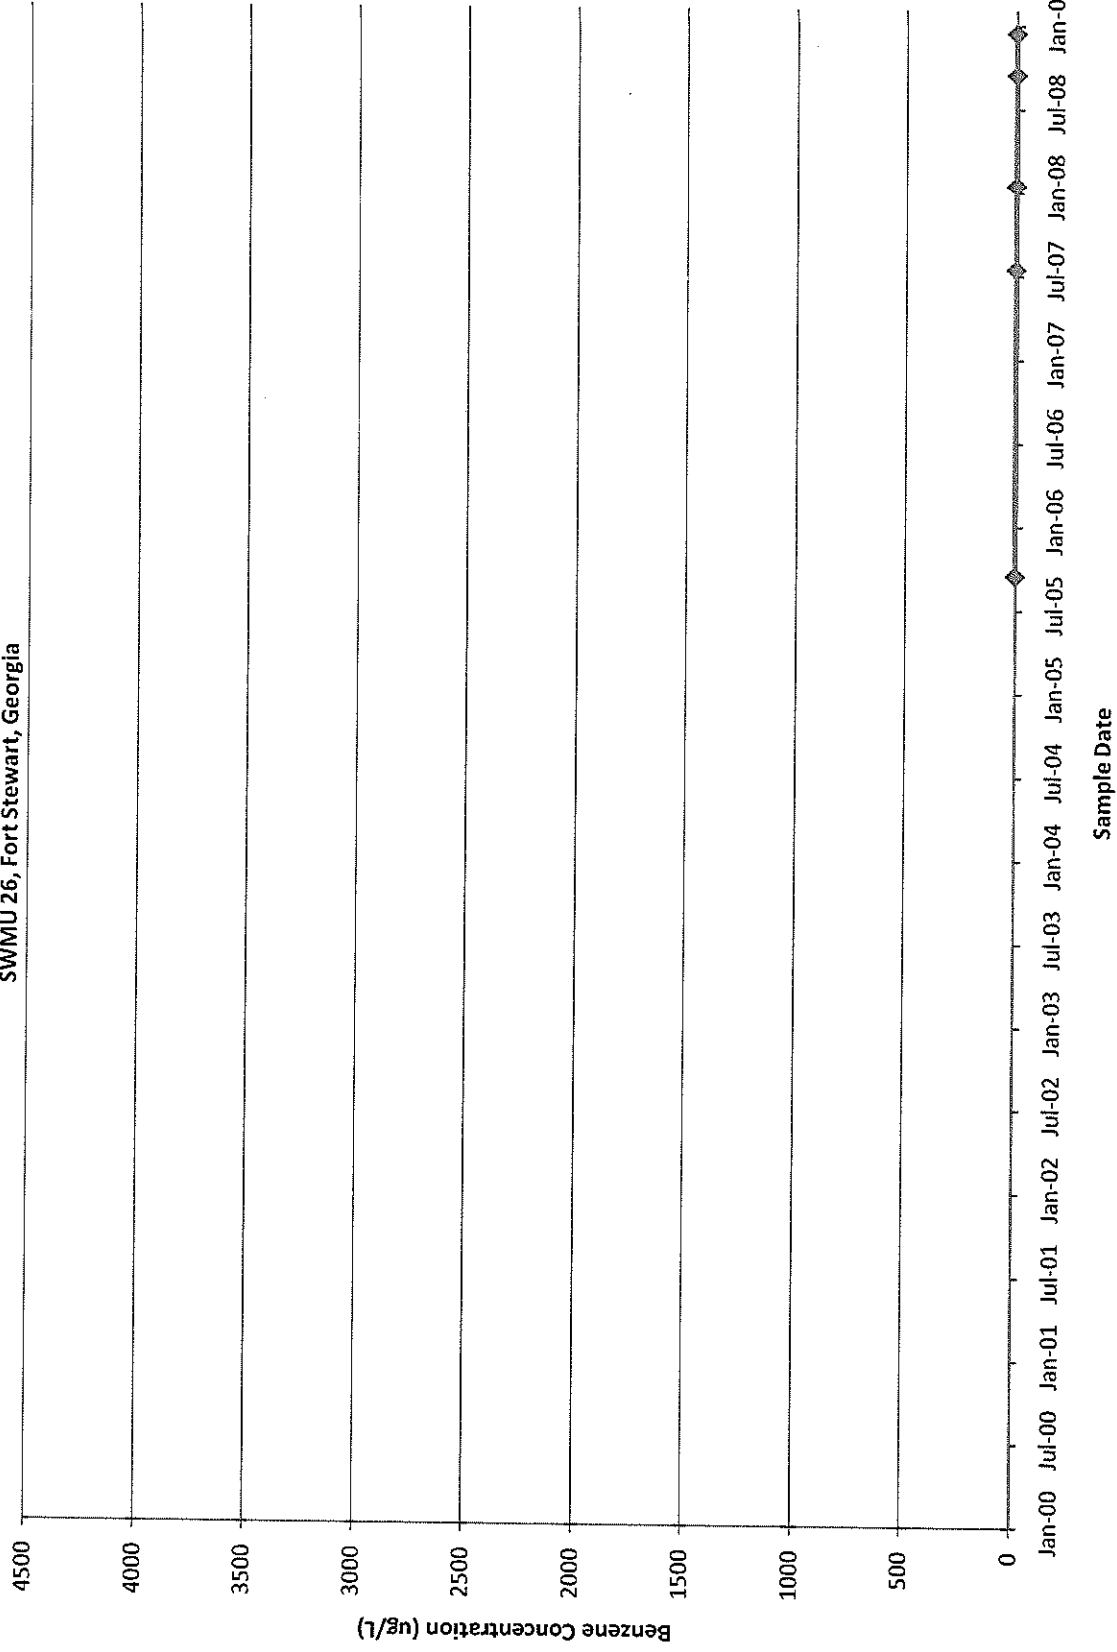 SWMU 26, Fort Stewart, Georgia
Benzene Concentration (ug/L)
4500
4000
3500
3000
2500
2000
1500
1000
500
0
Jan-00 Jul-00 Jan-01 Jul-01 Jan-02 Jul-02 Jan-03 Jul-03 Jan-04 Jul-04 Jan-05 Jul-05 Jan-06 Jul-06 Jan-07 Jul-07 Jan-08 Jul-08 Jan-0
Sample Date